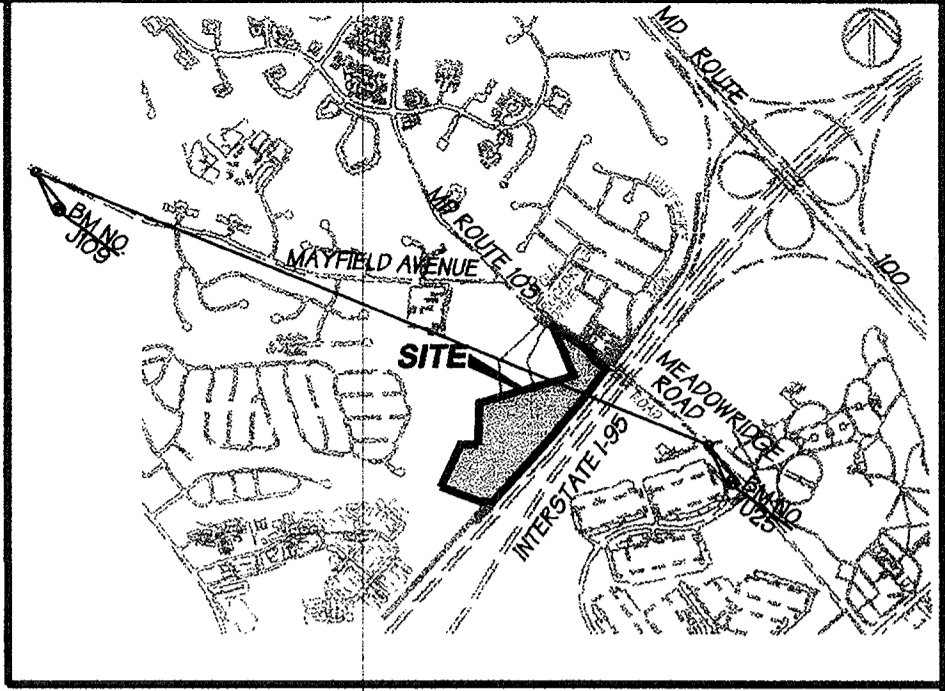 MD. ROUTE
100
BM NO.
J109
MD ROUTE 103
MAYFIELD AVENUE
SITE
MEADOWRIDGE
ROAD
ROAD
INTERSTATE I-95
BM NO.